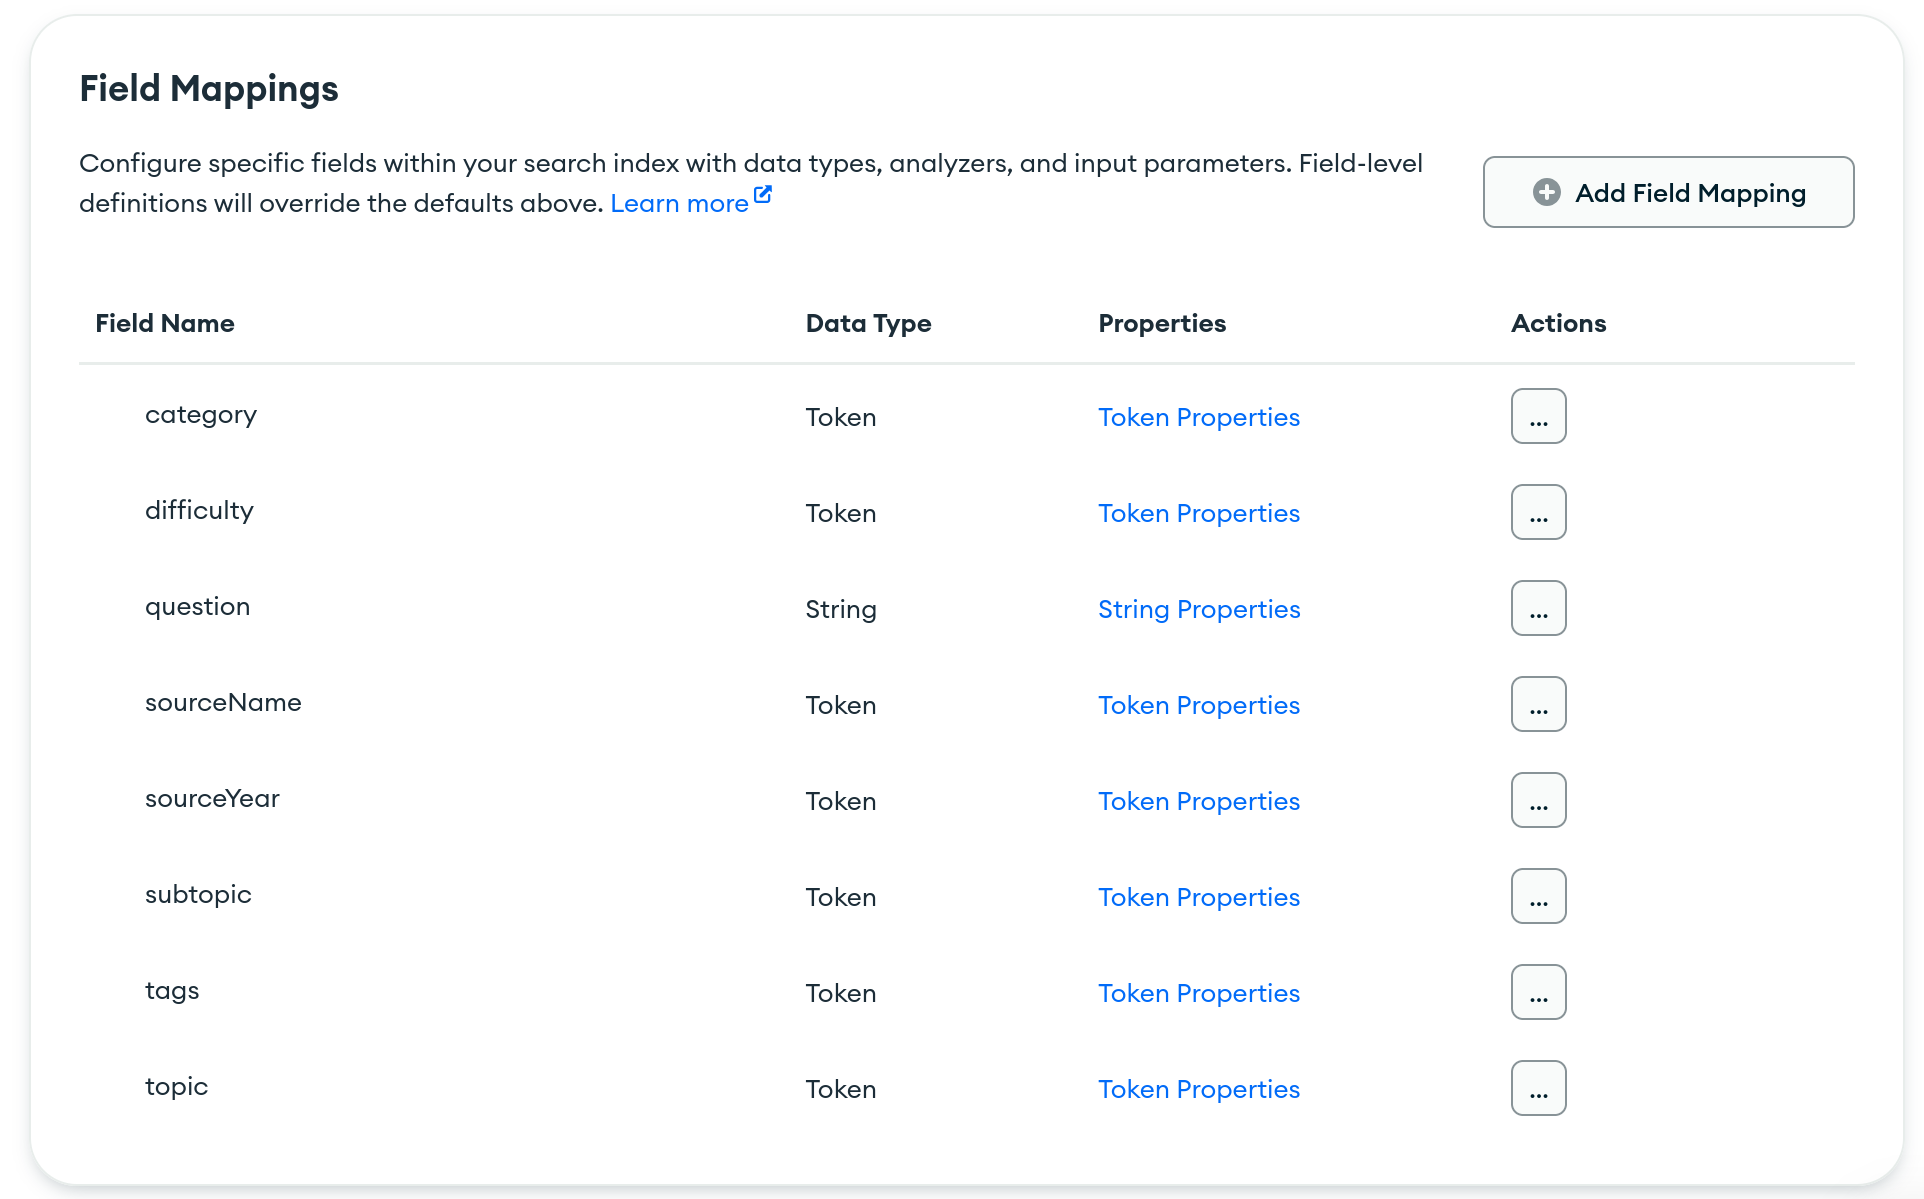 Field Mappings
Configure specific fields within your search index with data types, analyzers, and input parameters. Field-level
definitions will override the defaults above. Learn more
Add Field Mapping
Field Name Data Type Properties Actions
category Token Token Properties ...
difficulty Token Token Properties ...
question String String Properties ...
sourceName Token Token Properties ...
sourceYear Token Token Properties ...
subtopic Token Token Properties ...
tags Token Token Properties ...
topic Token Token Properties ...